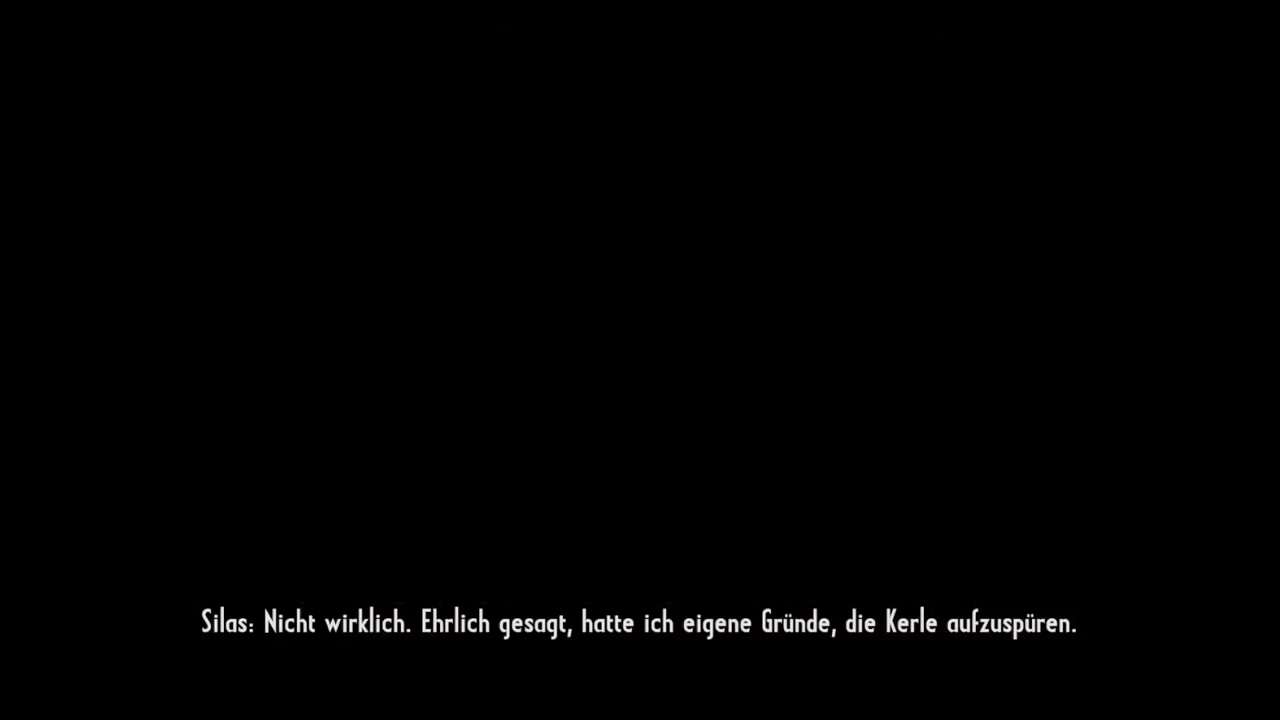 Silas: Nicht wirklich. Ehrlich gesagt, hatte ich eigene Gründe, die Kerle aufzuspüren.